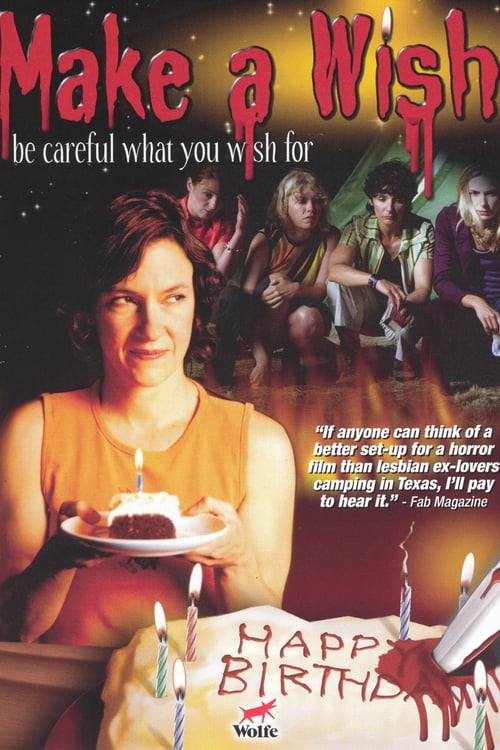 Make a Wish
be careful what you wish for
"If anyone can think of a
better set-up for a horror
film than lesbian ex-lovers
camping in Texas, I'll pay
to hear it." - Fab Magazine
HAPPY
BIRTHDAY
Wolfe